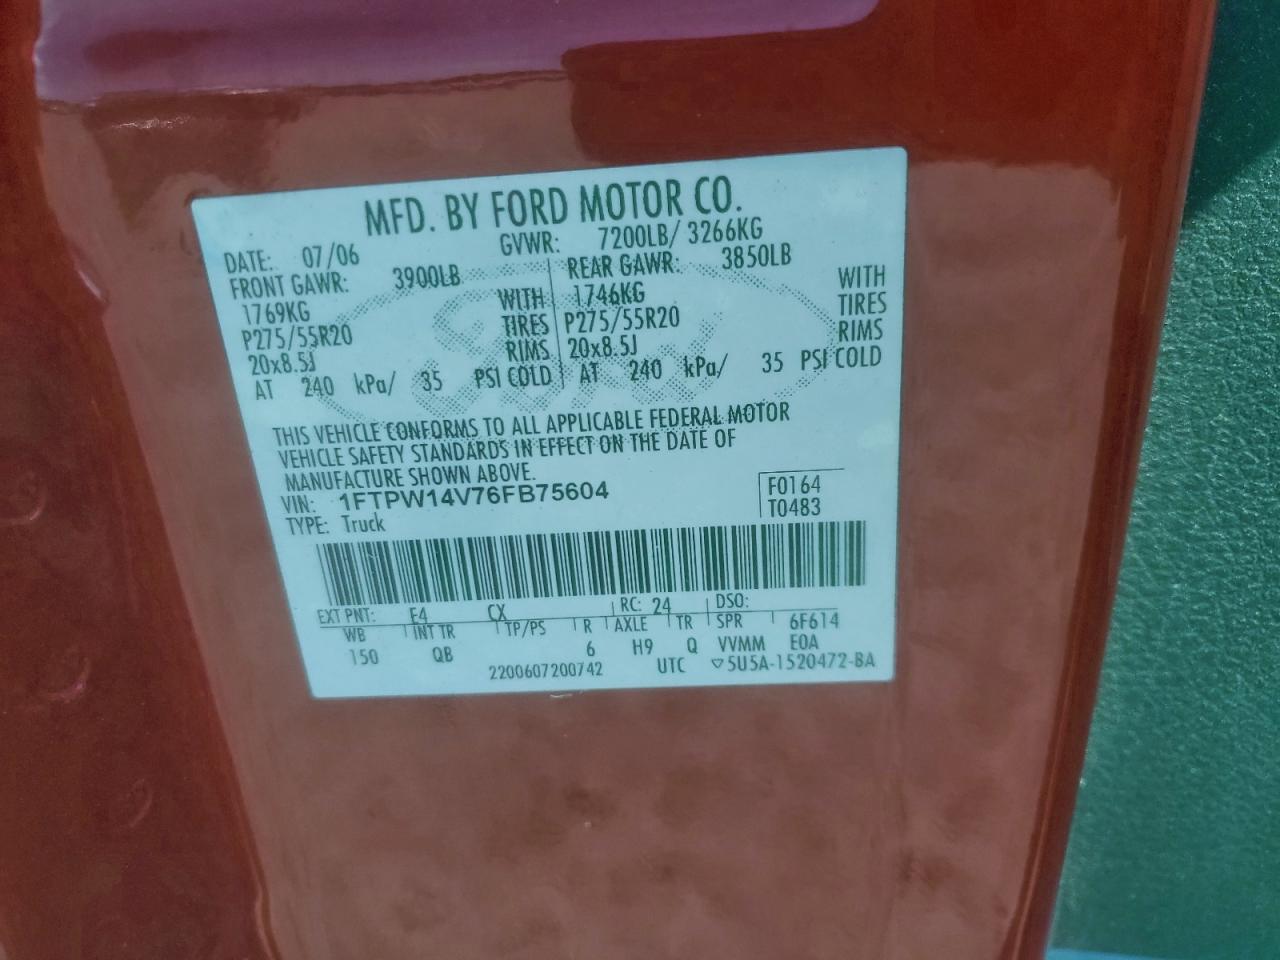 MFD. BY FORD MOTOR CO.
DATE: 07/06 GVWR: 7200LB/ 3266KG
FRONT GAWR: 3900LB REAR GAWR: 3850LB
1769KG WITH 1746KG WITH
P275/55R20 TIRES P275/55R20 TIRES
20x8.5J RIMS 20x8.5J RIMS
AT 240 kPa/ 35 PSI COLD AT 240 kPa/ 35 PSI COLD
THIS VEHICLE CONFORMS TO ALL APPLICABLE FEDERAL MOTOR
VEHICLE SAFETY STANDARDS IN EFFECT ON THE DATE OF
MANUFACTURE SHOWN ABOVE.
VIN: 1FTPW14V76FB75604 F0164
TYPE: Truck T0483
EXT PNT: E4 CX RC: 24 DSO:
WB INT TR TP/PS R AXLE TR SPR 6F614
150 QB 6 H9 Q VVMM E0A
2200607200742 UTC ▽5U5A-1520472-BA